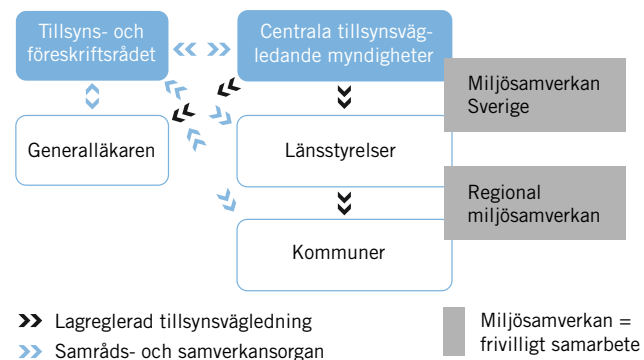 Tillsyns- och
föreskriftsrådet
Centrala tillsynsväg-
ledande myndigheter
Miljösamverkan
Sverige
Generalläkaren
Länsstyrelser
Regional
miljösamverkan
Kommuner
Lagreglerad tillsynsvägledning
Samråds- och samverkansorgan
Miljösamverkan =
frivilligt samarbete